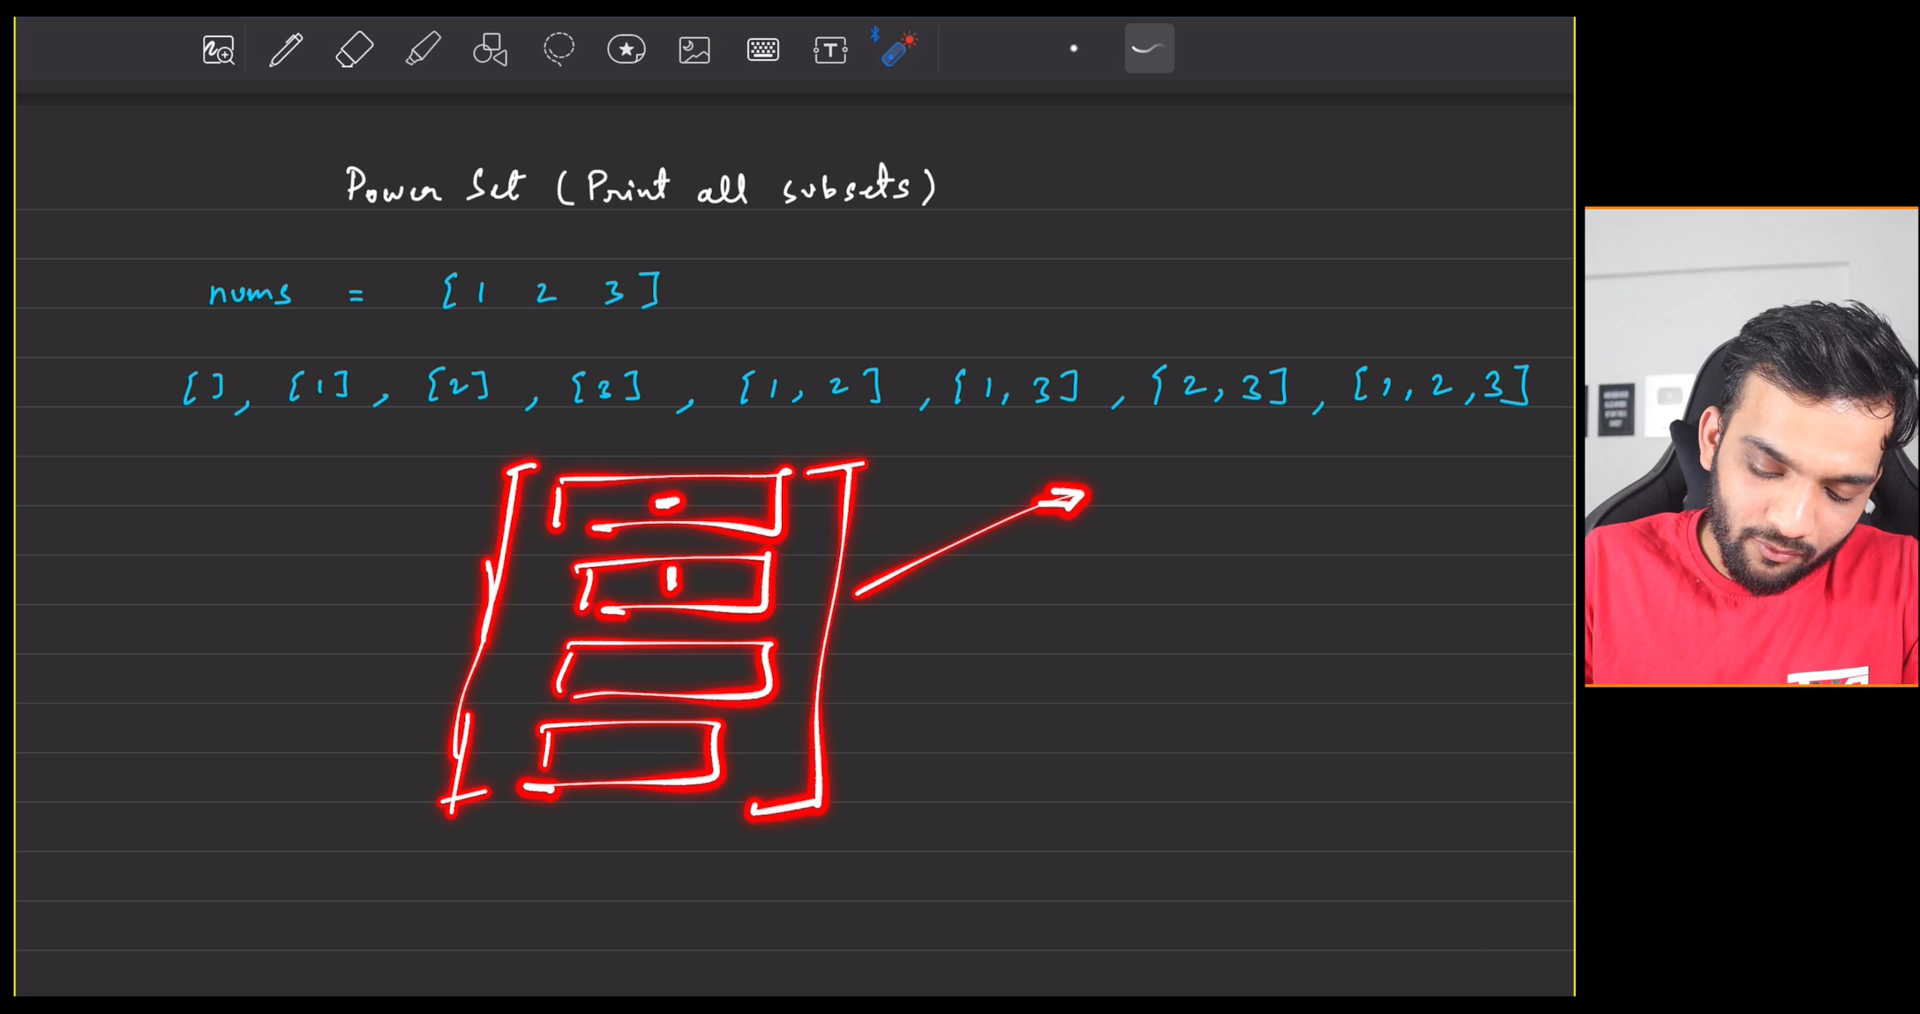 Power Set (Print all subsets)
nums = [1 2 3]
[], [1], [2], [3], [1, 2], [1, 3], [2, 3], [1, 2, 3]